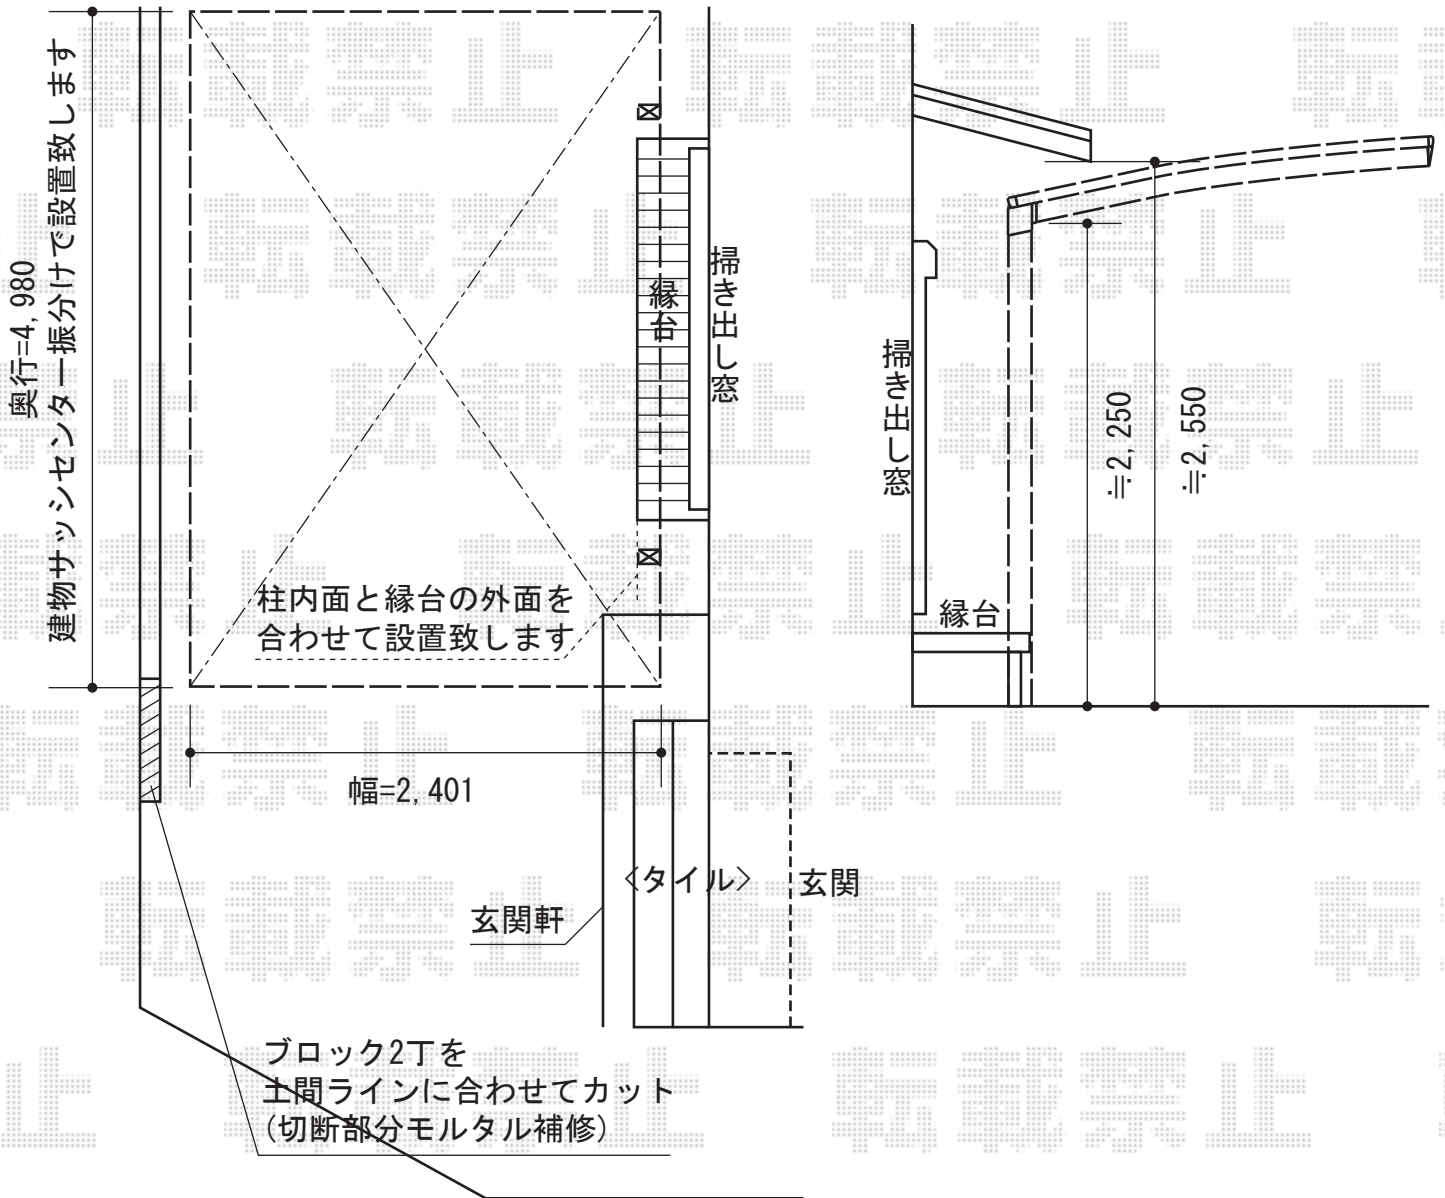 奥行=4,980
建物サッシセンター振分けで設置致します
縁台
掃き出し窓
柱内面と縁台の外面を
合わせて設置致します
幅=2,401
<タイル>
玄関
玄関軒
ブロック2丁を
土間ラインに合わせてカット
(切断部分モルタル補修)
掃き出し窓
縁台
≒2,250
≒2,550
転載禁止